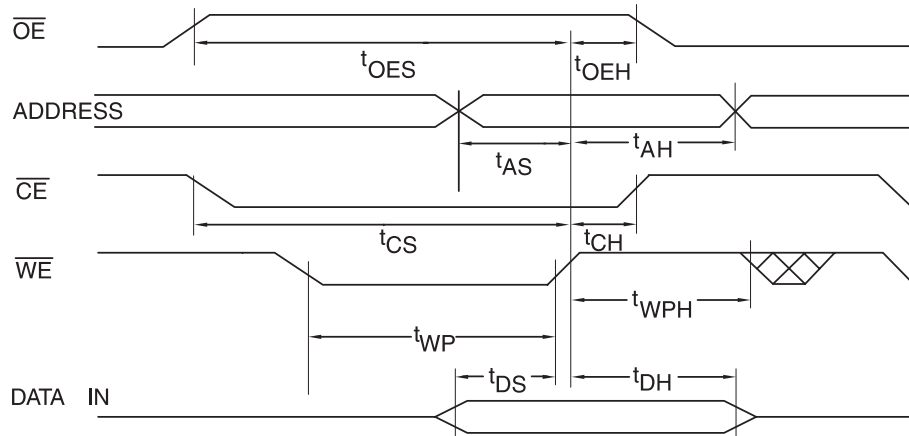 OE
tOES
tOEH
ADDRESS
tAS
tAH
CE
tCS
tCH
WE
tWPH
tWP
tDS
tDH
DATA IN